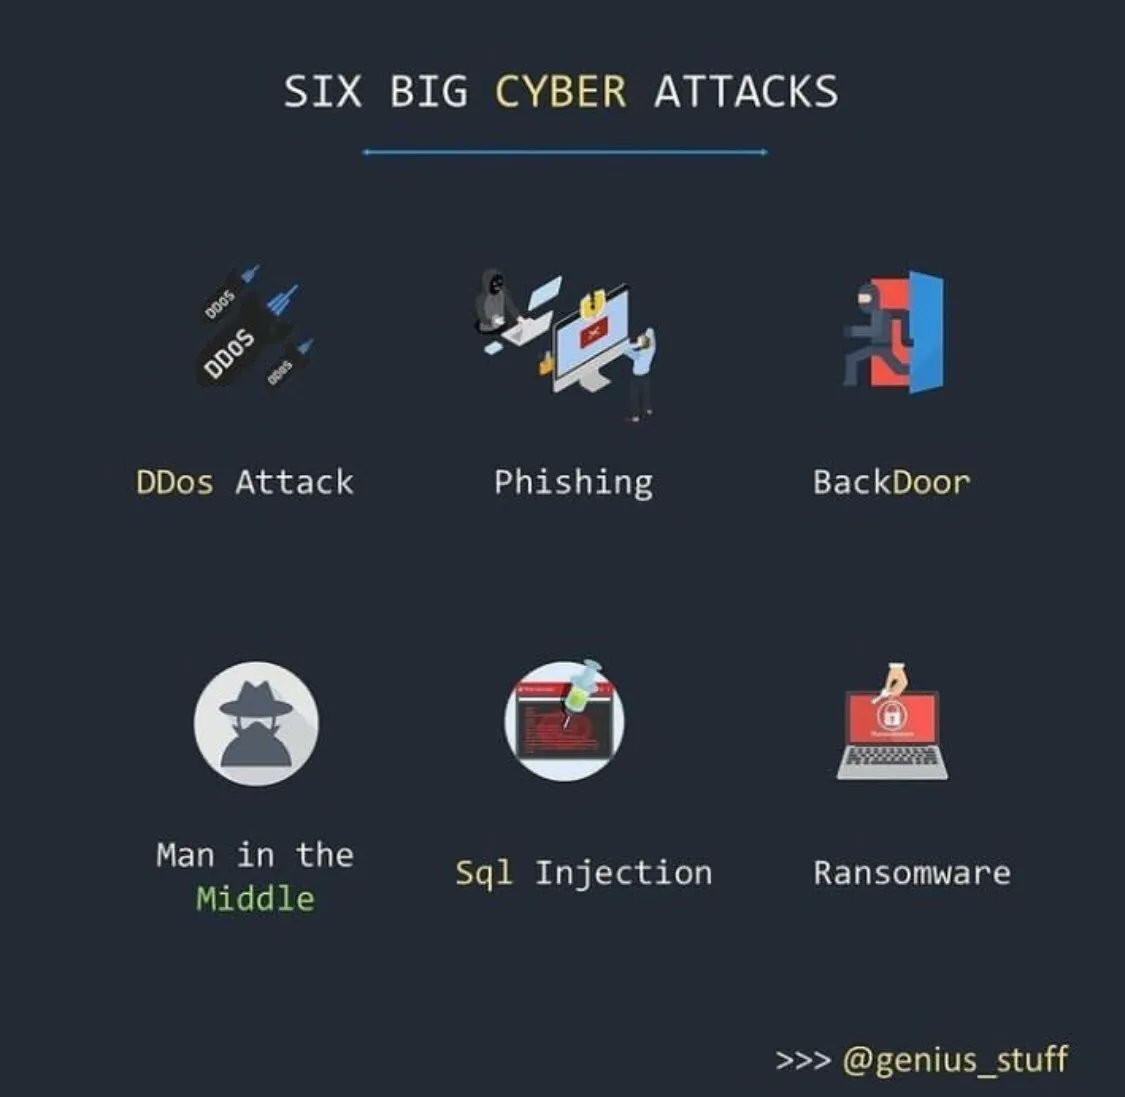 SIX BIG CYBER ATTACKS
DDoS
DDoS
DDoS
DDos Attack
Phishing
BackDoor
Man in the
Middle
Sql Injection
Ransomware
>>> @genius_stuff